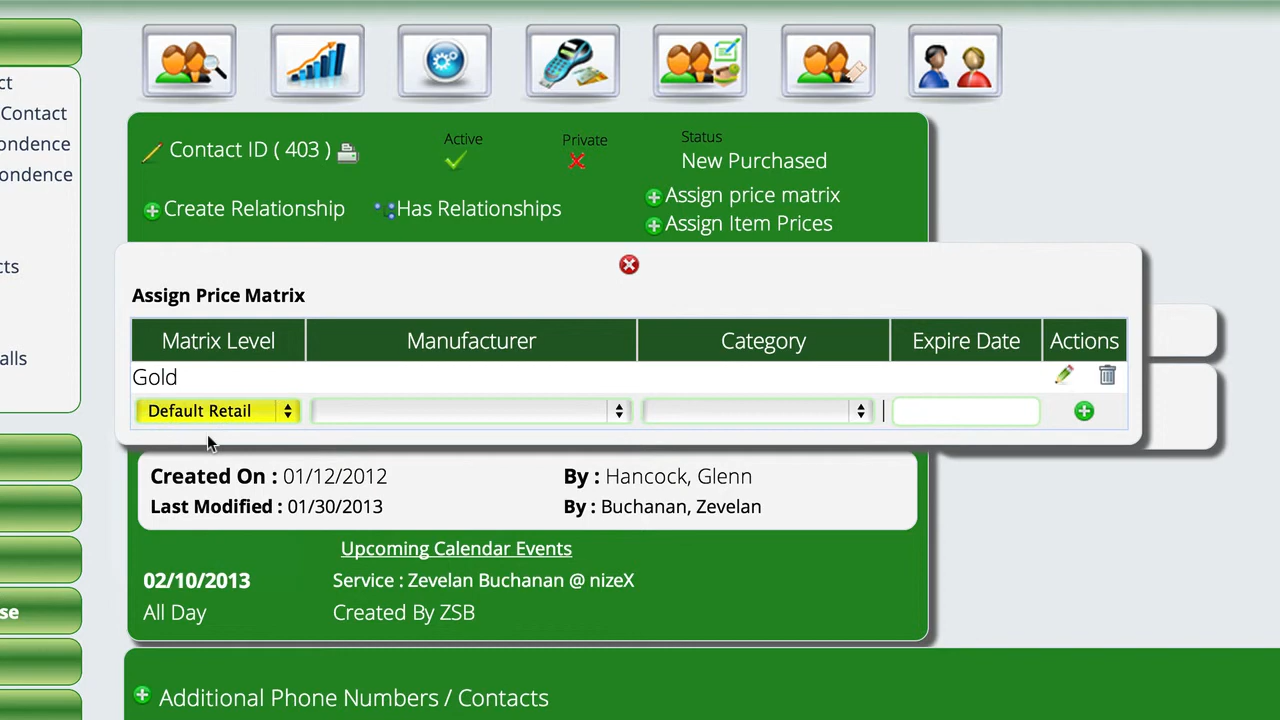 ct
Contact
ondence
ondence
cts
alls
se
Contact ID ( 403 )
Active
Private
Status
New Purchased
Create Relationship
Has Relationships
Assign price matrix
Assign Item Prices
Assign Price Matrix
Matrix Level Manufacturer Category Expire Date Actions
Gold
Default Retail
Created On : 01/12/2012 By : Hancock, Glenn
Last Modified : 01/30/2013 By : Buchanan, Zevelan
Upcoming Calendar Events
02/10/2013 Service : Zevelan Buchanan @ nizeX
All Day Created By ZSB
Additional Phone Numbers / Contacts